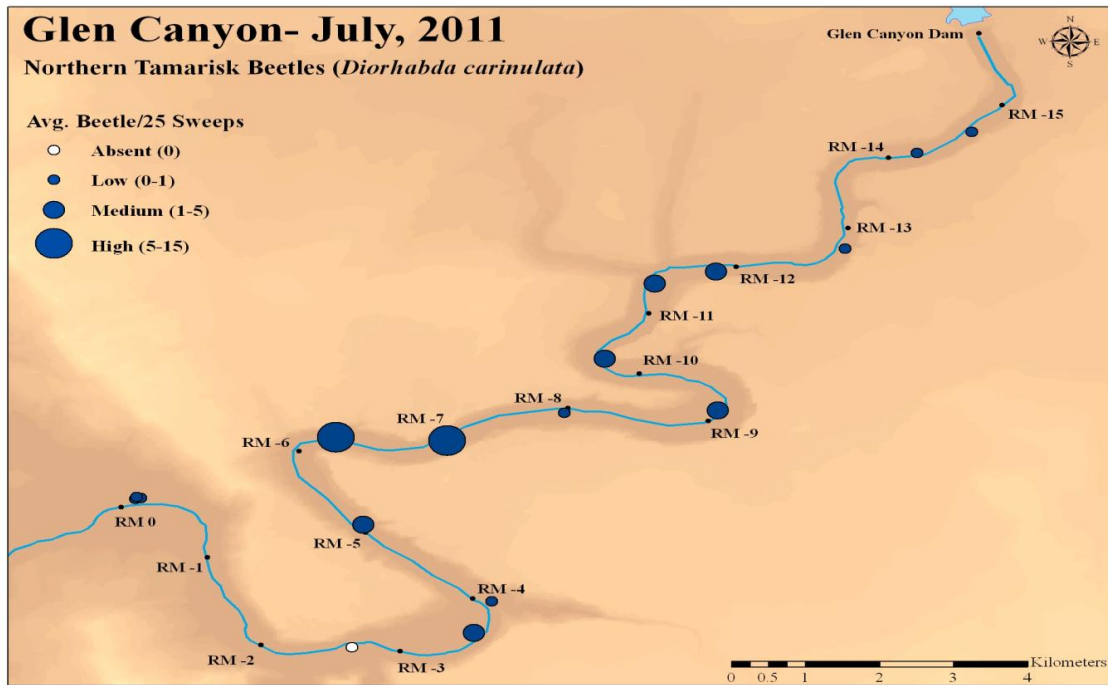 Glen Canyon- July, 2011
Northern Tamarisk Beetles (Diorhabda carinulata)
Avg. Beetle/25 Sweeps
Absent (0)
Low (0-1)
Medium (1-5)
High (5-15)
Glen Canyon Dam
N
W E
S
RM -15
RM -14
RM -13
RM -12
RM -11
RM -10
RM -9
RM -8
RM -7
RM -6
RM -5
RM -4
RM -3
RM -2
RM -1
RM 0
Kilometers
0 0.5 1 2 3 4